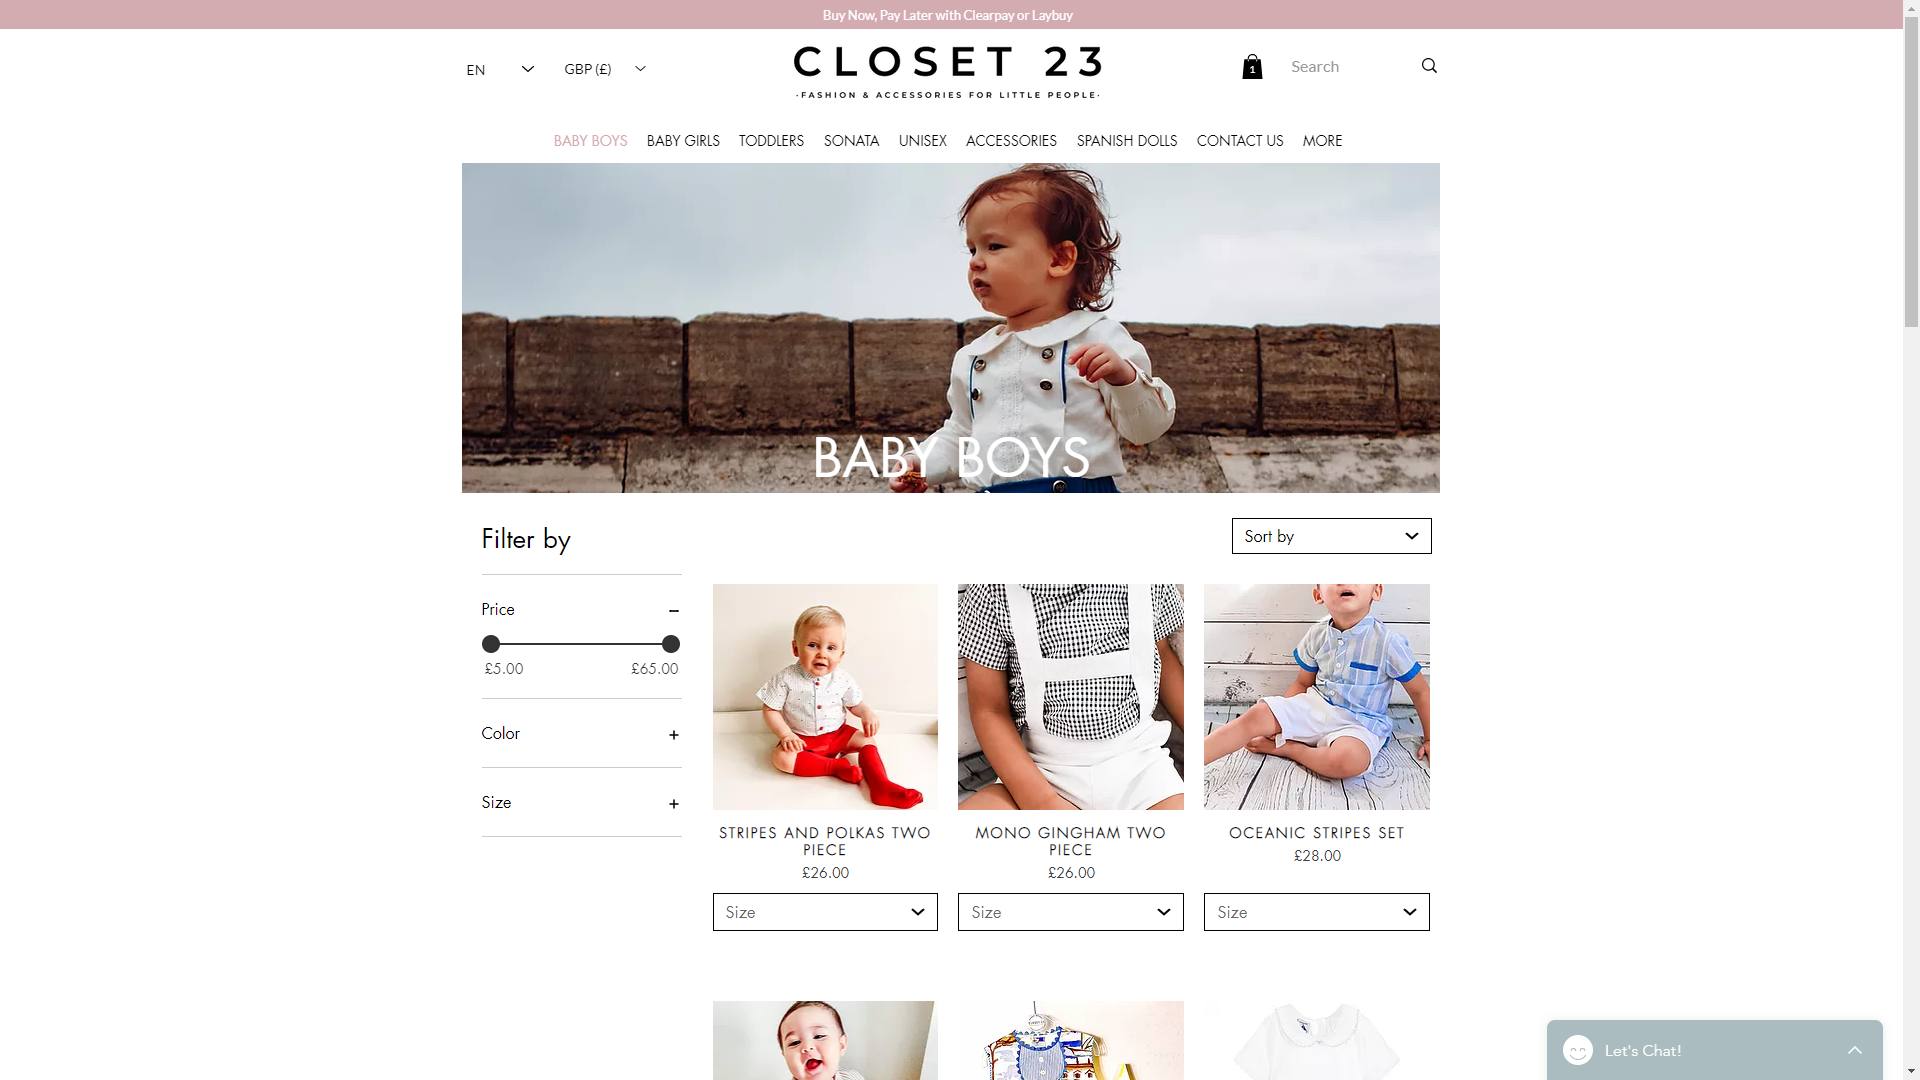 Buy Now, Pay Later with Clearpay or Laybuy
EN
GBP (£)
CLOSET 23
·FASHION & ACCESSORIES FOR LITTLE PEOPLE·
1
Search
BABY BOYS
BABY GIRLS
TODDLERS
SONATA
UNISEX
ACCESSORIES
SPANISH DOLLS
CONTACT US
MORE
BABY BOYS
Filter by
Sort by
Price
£5.00
£65.00
Color
Size
STRIPES AND POLKAS TWO
PIECE
£26.00
Size
MONO GINGHAM TWO
PIECE
£26.00
Size
OCEANIC STRIPES SET
£28.00
Size
Let's Chat!